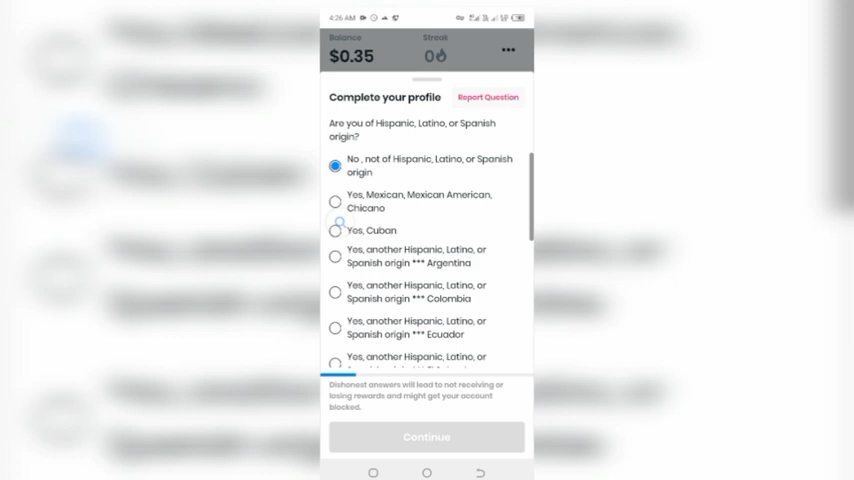 4:26 AM
Balance
Streak
$0.35
0
Complete your profile
Report Question
Are you of Hispanic, Latino, or Spanish
origin?
No , not of Hispanic, Latino, or Spanish
origin
Yes, Mexican, Mexican American,
Chicano
Yes, Cuban
Yes, another Hispanic, Latino, or
Spanish origin *** Argentina
Yes, another Hispanic, Latino, or
Spanish origin *** Colombia
Yes, another Hispanic, Latino, or
Spanish origin *** Ecuador
Yes, another Hispanic, Latino, or
Dishonest answers will lead to not receiving or
losing rewards and might get your account
blocked.
Continue